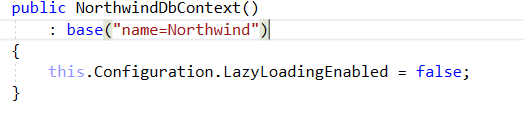 public NorthwindDbContext()
: base("name=Northwind")
{
this.Configuration.LazyLoadingEnabled = false;
}